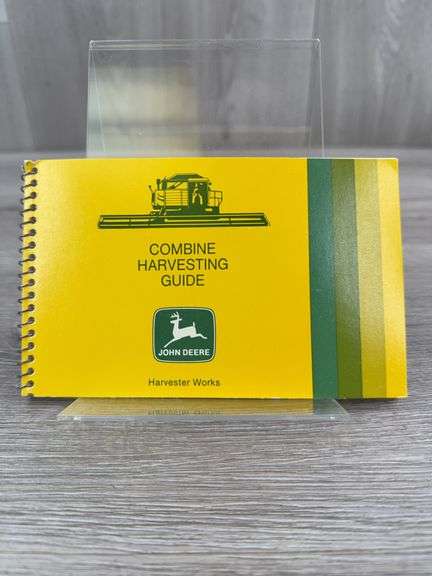 COMBINE
HARVESTING
GUIDE
JOHN DEERE
Harvester Works